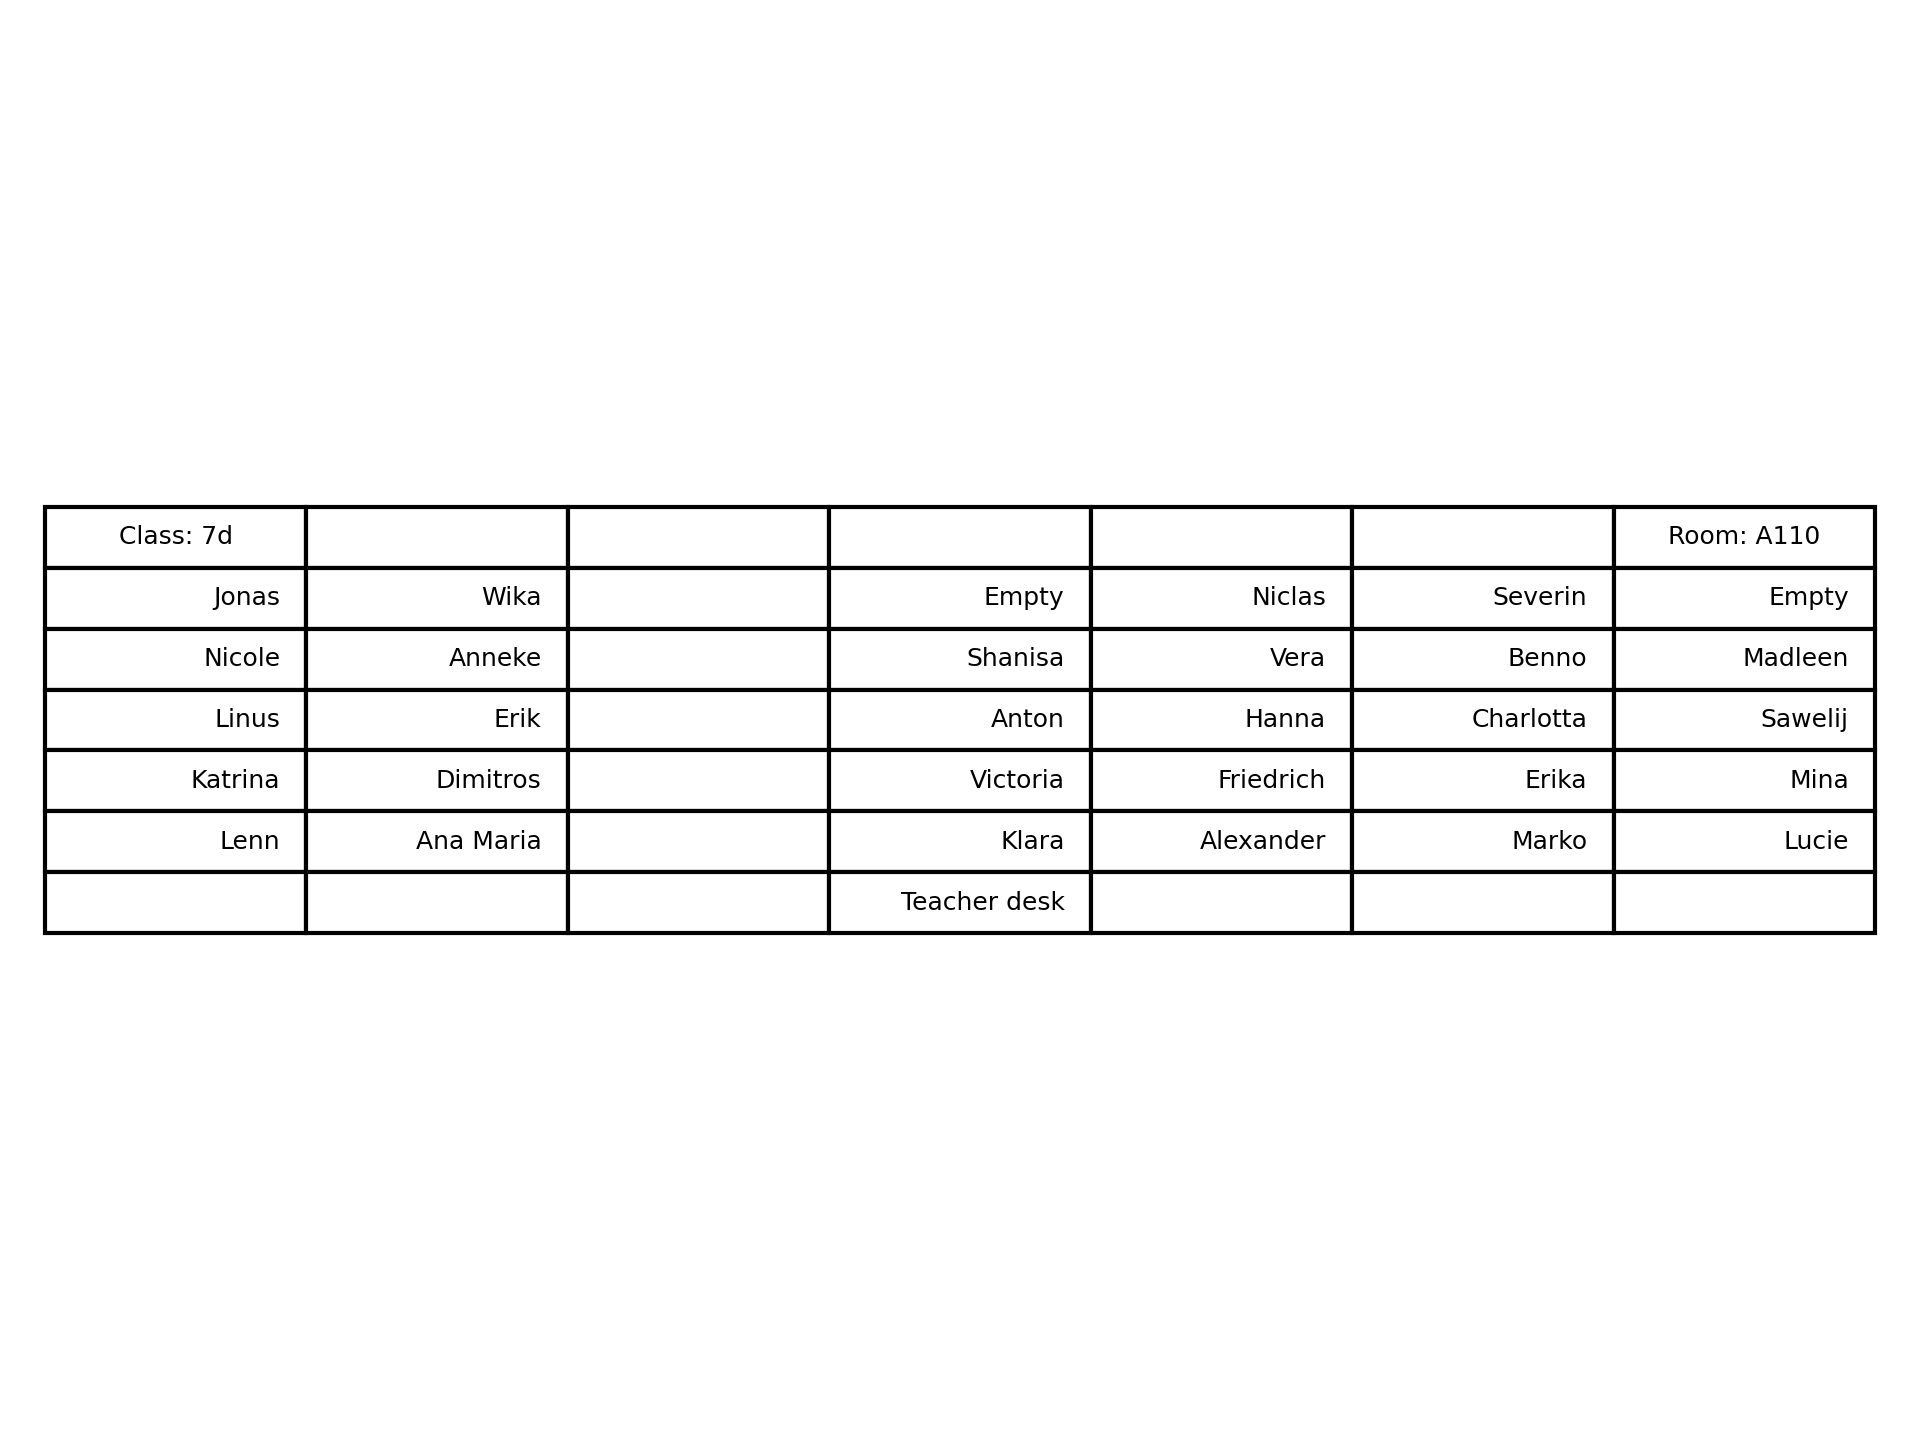 Class: 7d Room: A110
Jonas Wika Empty Niclas Severin Empty
Nicole Anneke Shanisa Vera Benno Madleen
Linus Erik Anton Hanna Charlotta Sawelij
Katrina Dimitros Victoria Friedrich Erika Mina
Lenn Ana Maria Klara Alexander Marko Lucie
Teacher desk